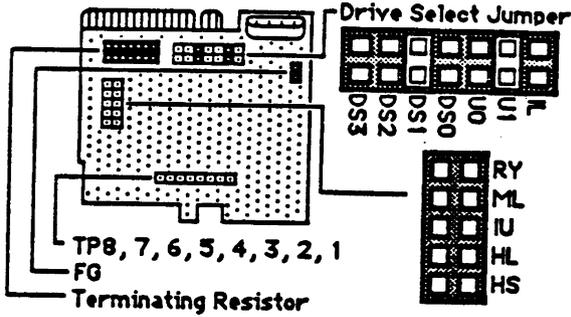 Drive Select Jumper
DS3
DS2
DS1
DS0
U0
U1
IL
RY
ML
IU
HL
HS
TP8, 7, 6, 5, 4, 3, 2, 1
FG
Terminating Resistor